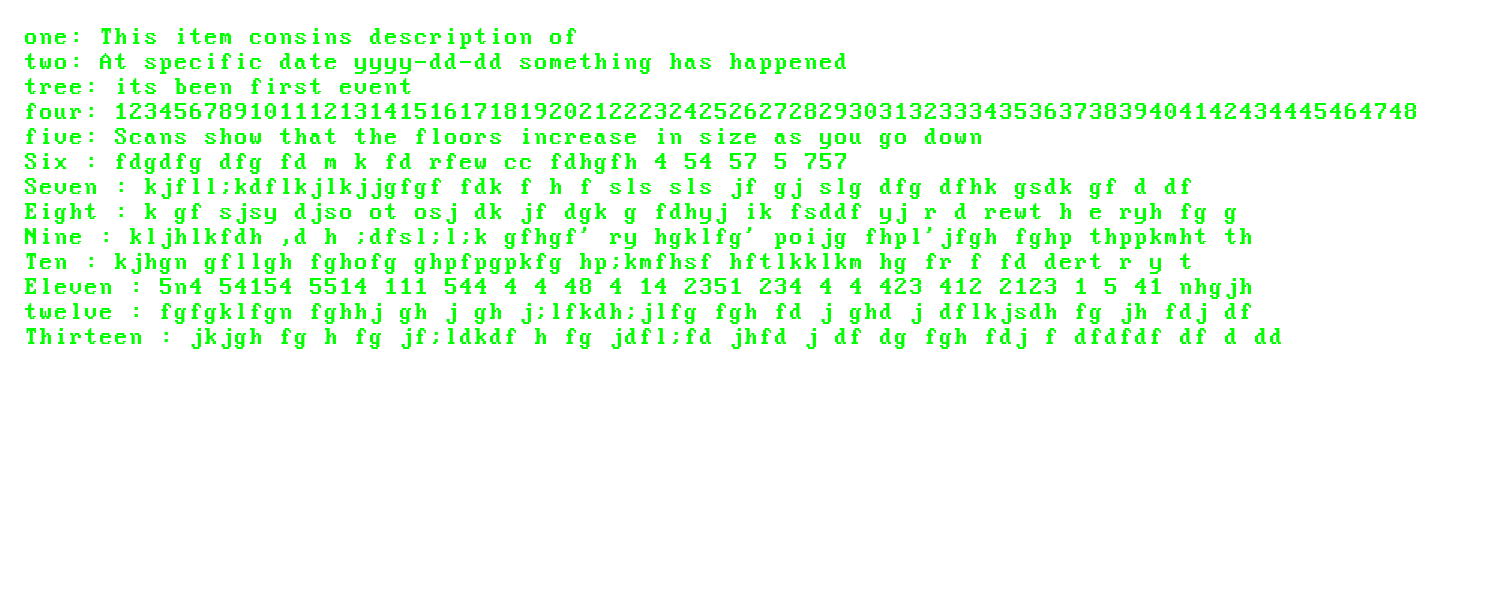 one: This item consins description of
two: At specific date yyyy-dd-dd something has happened
tree: its been first event
four: 123456789101112131415161718192021222324252627282930313233343536373839404142434445464748
five: Scans show that the floors increase in size as you go down
Six : fdgdfg dfg fd m k fd rfew cc fdhgfh 4 54 57 5 757
Seven : kjfll;kdflkjlkjjgfgf fdk f h f sls sls jf gj slg dfg dfhk gsdk gf d df
Eight : k gf sjsy djso ot osj dk jf dgk g fdhyj ik fsddf yj r d rewt h e ryh fg g
Nine : kljhlkfdh ,d h ;dfsl;l;k gfhgf' ry hgklfg' poijg fhpl'jfgh fghp thppkmht th
Ten : kjhgn gfllgh fghofg ghpfpgpkfg hp;kmfhsf hftlkklkm hg fr f fd dert r y t
Eleven : 5n4 54154 5514 111 544 4 4 48 4 14 2351 234 4 4 423 412 2123 1 5 41 nhgjh
twelve : fgfgklfgn fghhj gh j gh j;lfkdh;jlfg fgh fd j ghd j dflkjsdh fg jh fdj df
Thirteen : jkjgh fg h fg jf;ldkdf h fg jdfl;fd jhfd j df dg fgh fdj f dfdfdf df d dd